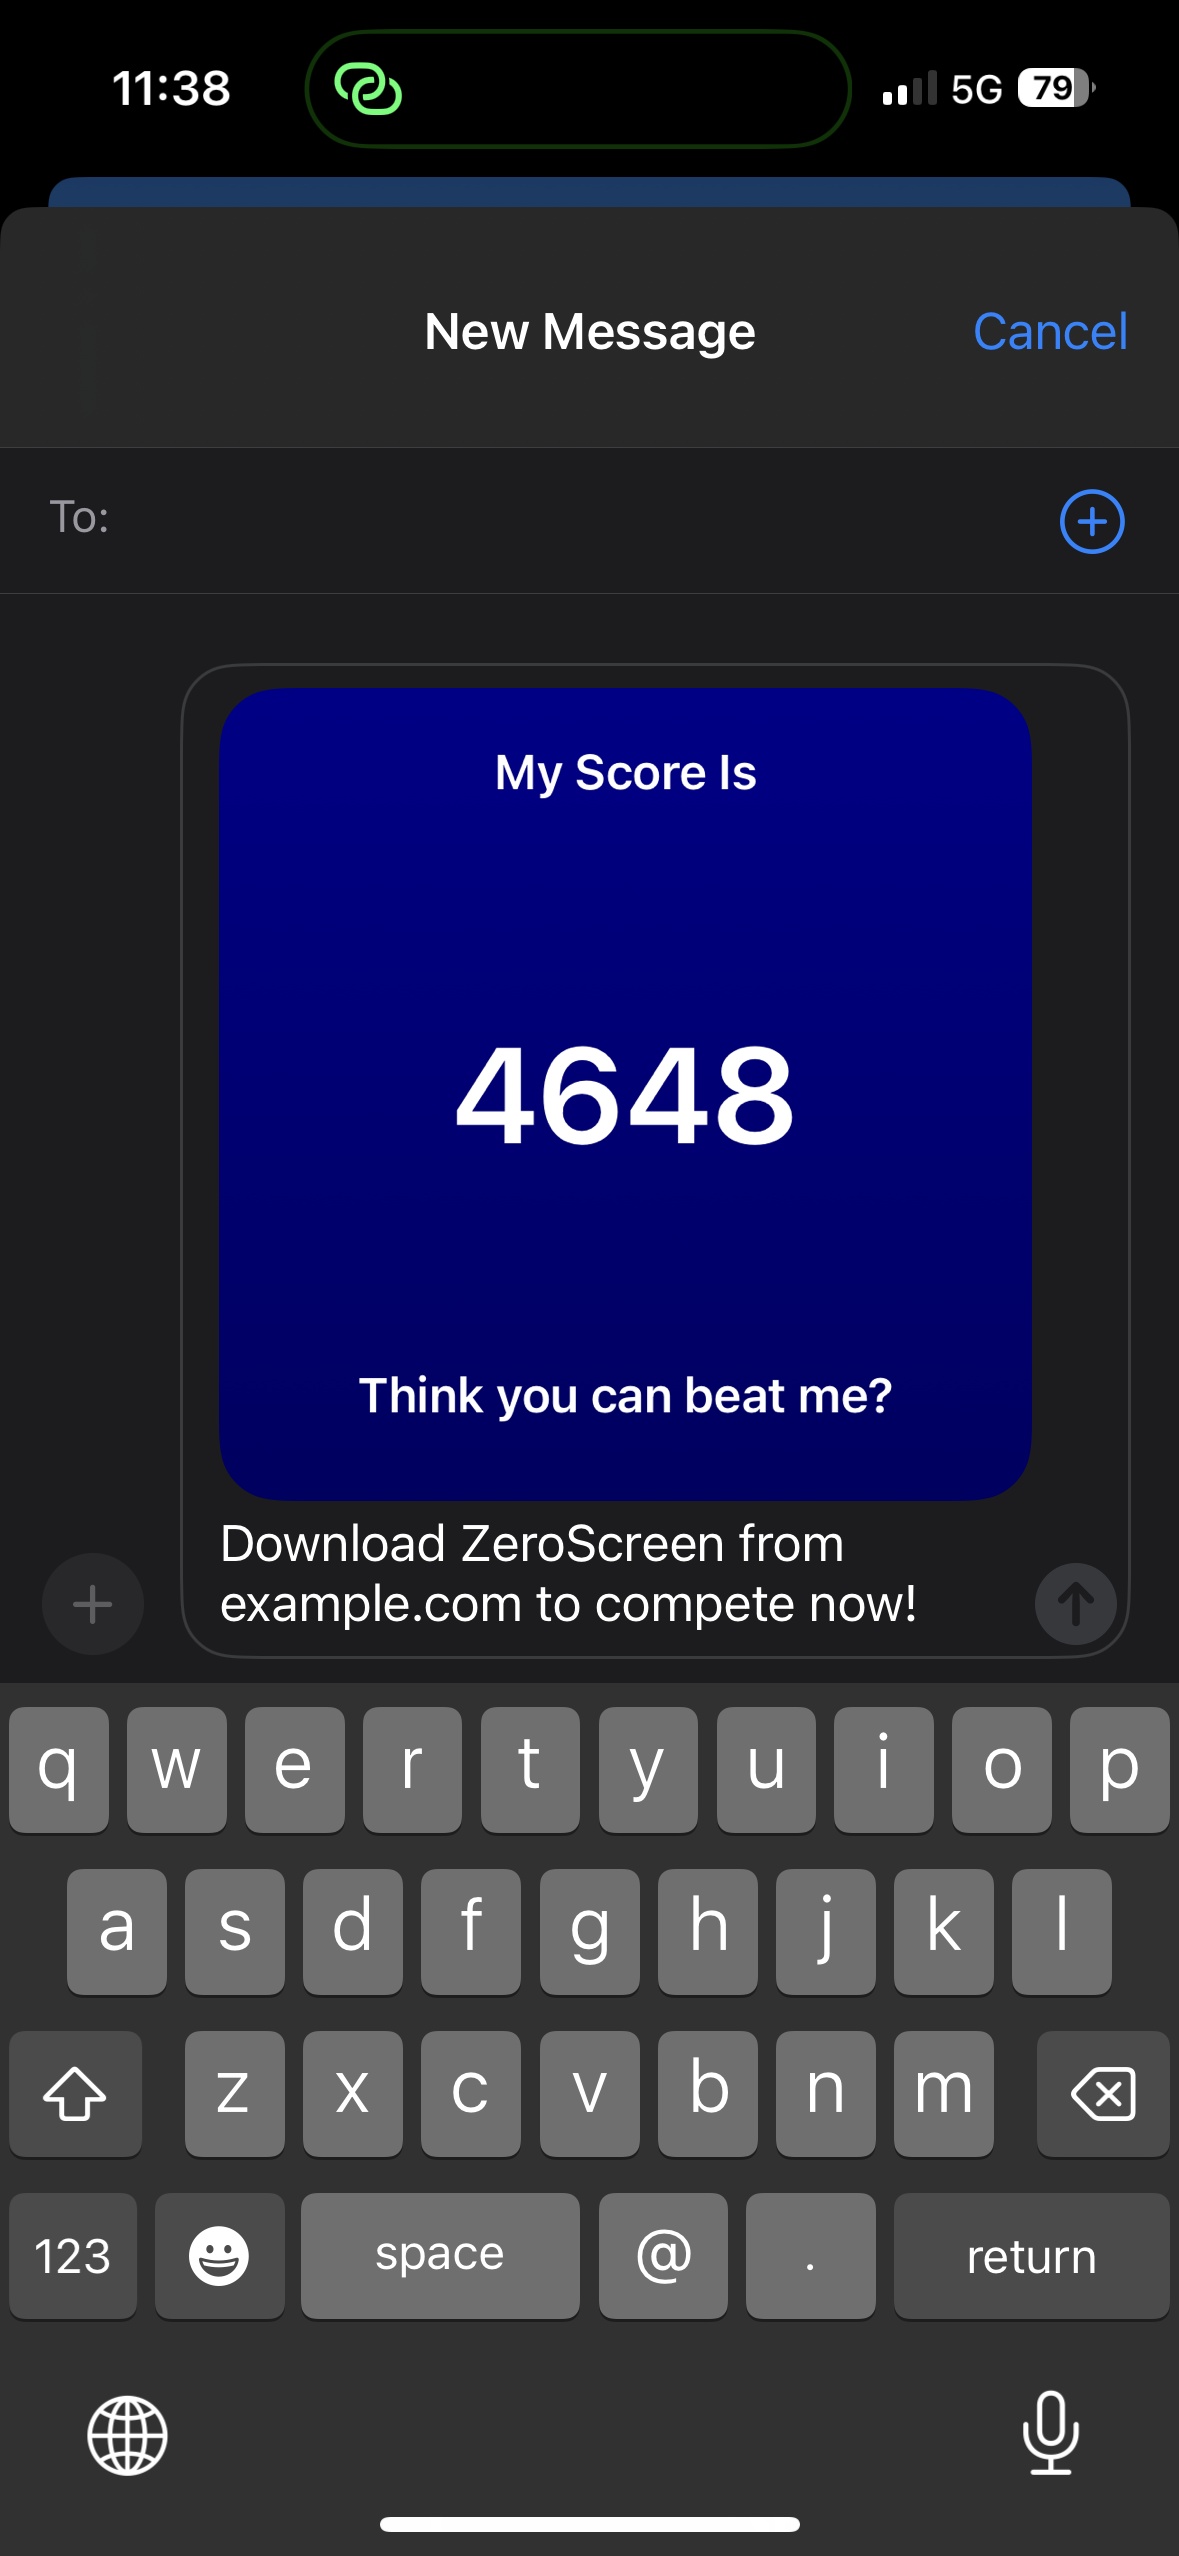 11:38
5G
79
New Message
Cancel
To:
My Score Is
4648
Think you can beat me?
Download ZeroScreen from
example.com to compete now!
q w e r t y u i o p
a s d f g h j k l
z x c v b n m
123 space @ . return